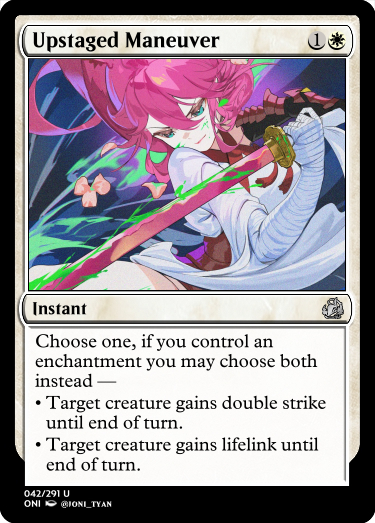 Upstaged Maneuver 1
Instant
Choose one, if you control an
enchantment you may choose both
instead —
• Target creature gains double strike
until end of turn.
• Target creature gains lifelink until
end of turn.
042/291 U
ONI @JONI_TYAN